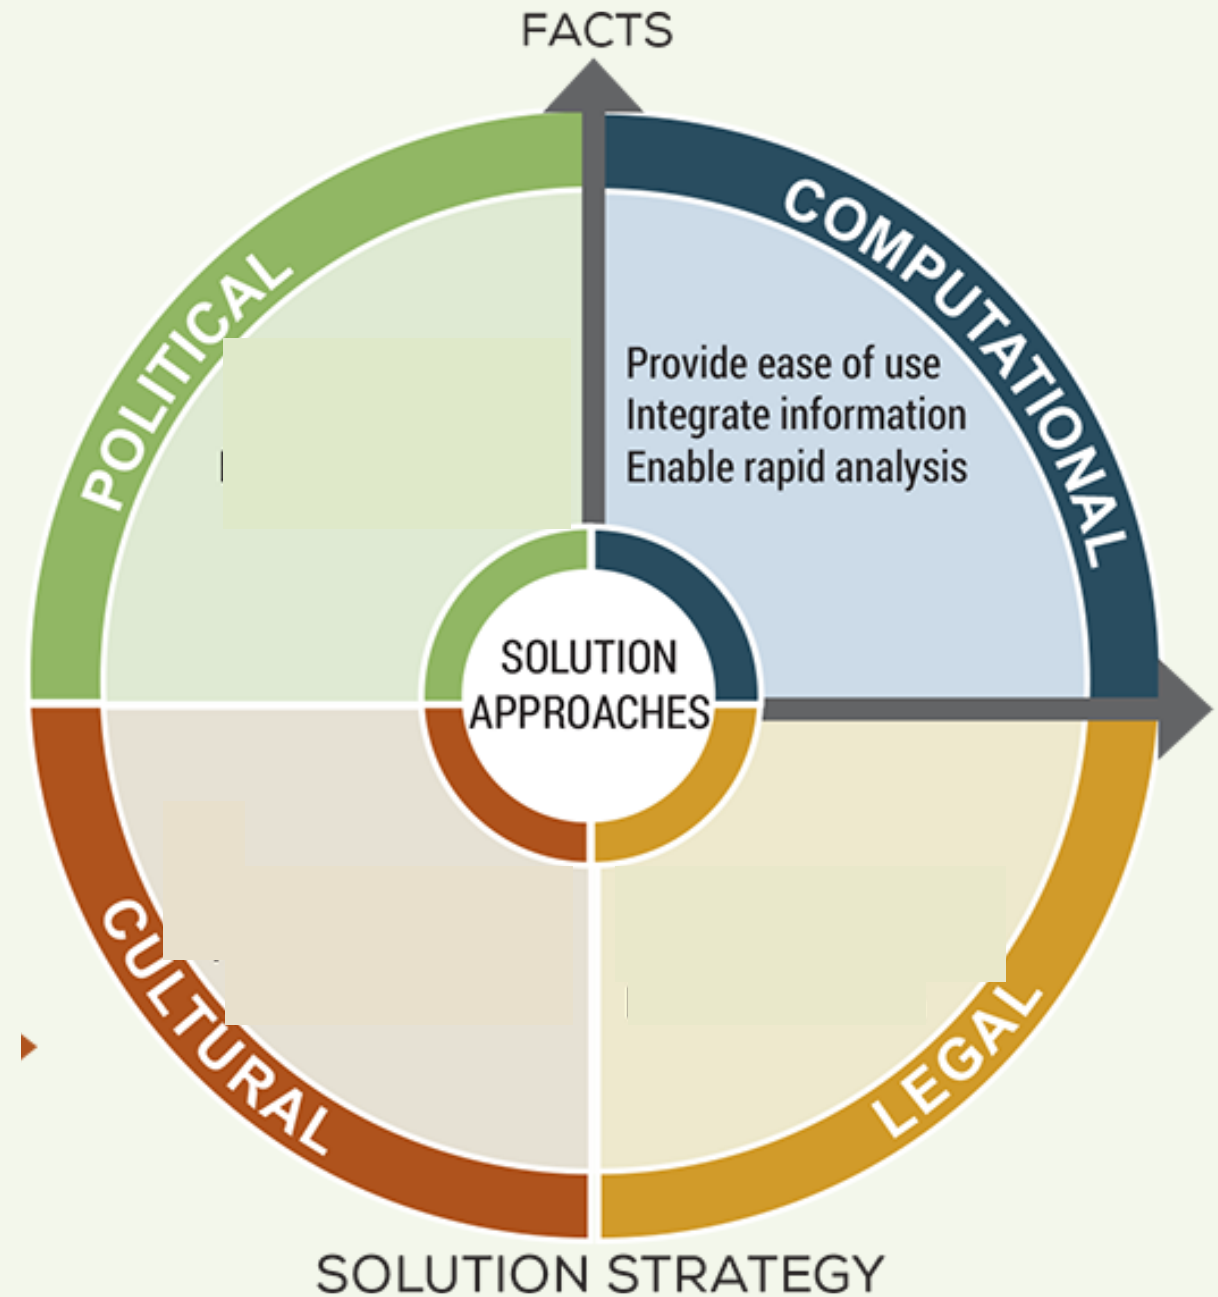 FACTS
POLITICAL
COMPUTATIONAL
Provide ease of use
Integrate information
Enable rapid analysis
SOLUTION
APPROACHES
CULTURAL
LEGAL
SOLUTION STRATEGY